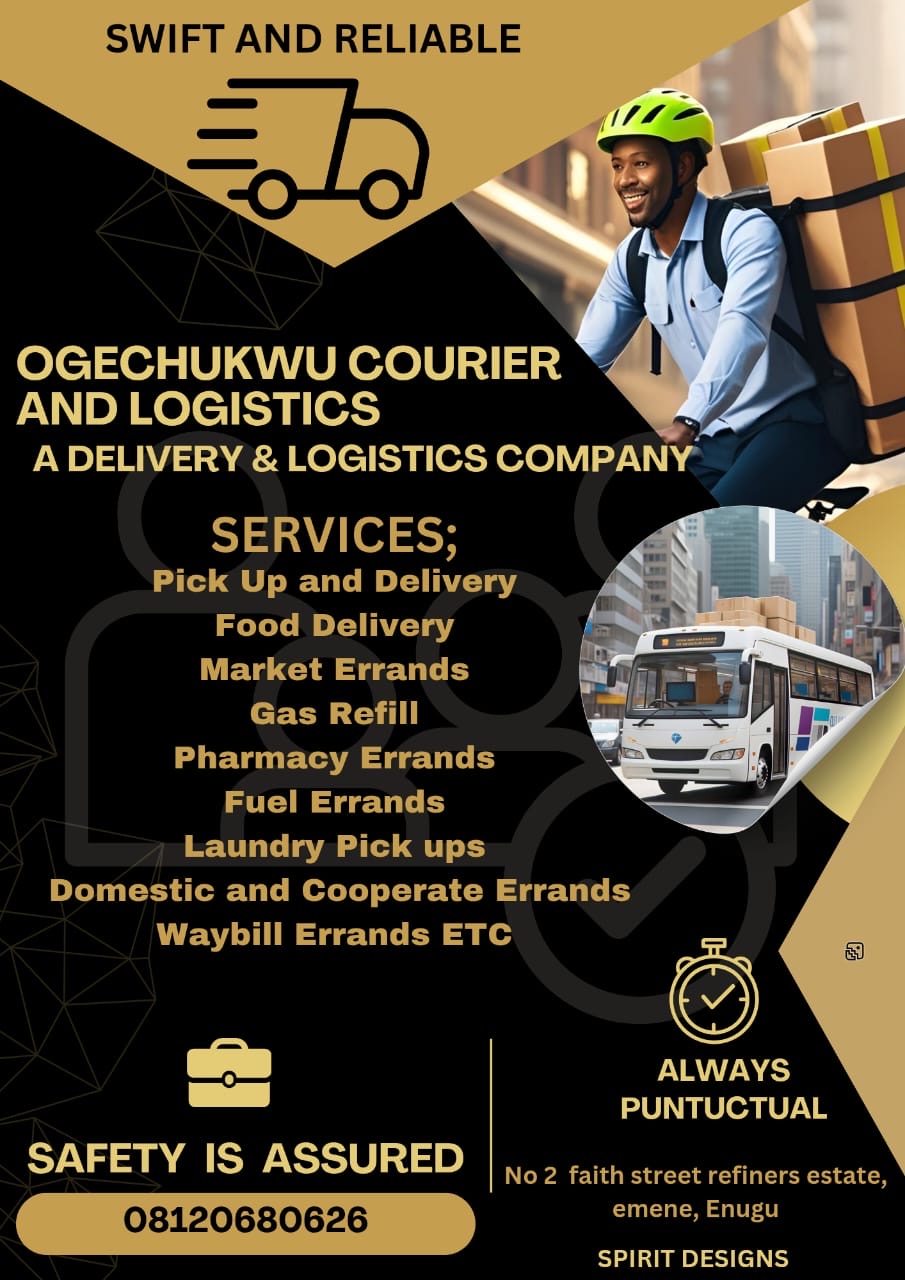 SWIFT AND RELIABLE
OGECHUKWU COURIER
AND LOGISTICS
A DELIVERY & LOGISTICS COMPANY
SERVICES;
Pick Up and Delivery
Food Delivery
Market Errands
Gas Refill
Pharmacy Errands
Fuel Errands
Laundry Pick ups
Domestic and Cooperate Errands
Waybill Errands ETC
ALWAYS
PUNTUCTUAL
SAFETY IS ASSURED
08120680626
No 2 faith street refiners estate,
emene, Enugu
SPIRIT DESIGNS